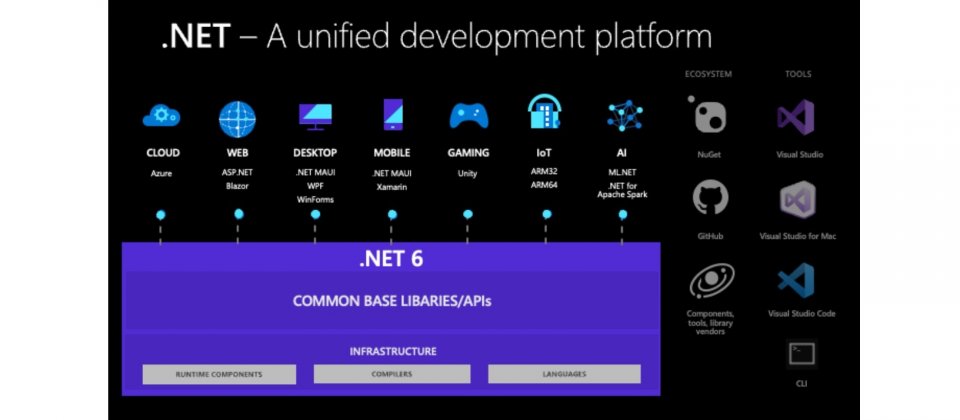 .NET – A unified development platform
ECOSYSTEM
TOOLS
CLOUD
Azure
WEB
ASP.NET
Blazor
DESKTOP
.NET MAUI
WPF
WinForms
MOBILE
.NET MAUI
Xamarin
GAMING
Unity
IoT
ARM32
ARM64
AI
ML.NET
.NET for
Apache Spark
NuGet
Visual Studio
GitHub
Visual Studio for Mac
Components,
tools, library
vendors
Visual Studio Code
CLI
.NET 6
COMMON BASE LIBARIES/APIs
INFRASTRUCTURE
RUNTIME COMPONENTS
COMPILERS
LANGUAGES